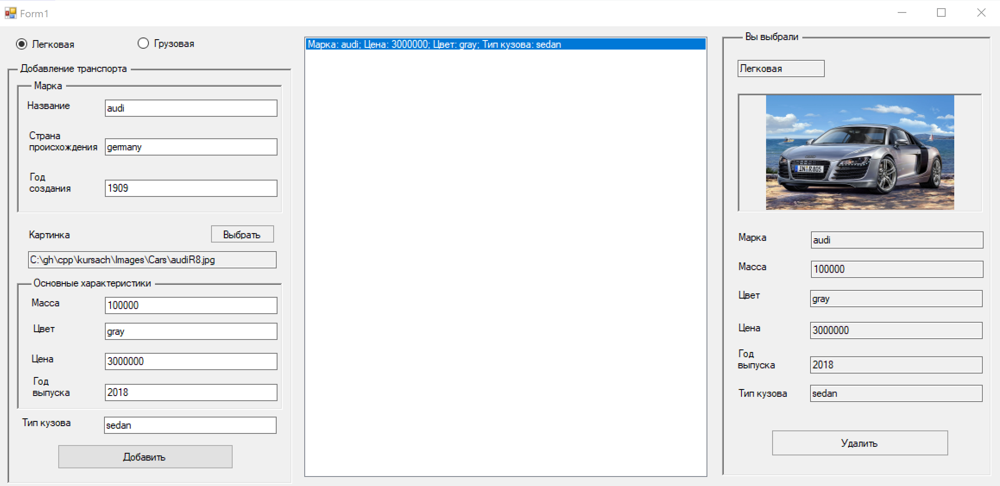 Form1
Легковая
Грузовая
Добавление транспорта
Марка
Название
audi
Страна
происхождения
germany
Год
создания
1909
Картинка
Выбрать
C:\gh\cpp\kursach\Images\Cars\audiR8.jpg
Основные характеристики
Масса
100000
Цвет
gray
Цена
3000000
Год
выпуска
2018
Тип кузова
sedan
Добавить
Марка: audi; Цена: 3000000; Цвет: gray; Тип кузова: sedan
Вы выбрали
Легковая
IN R805
Марка
audi
Масса
100000
Цвет
gray
Цена
3000000
Год
выпуска
2018
Тип кузова
sedan
Удалить